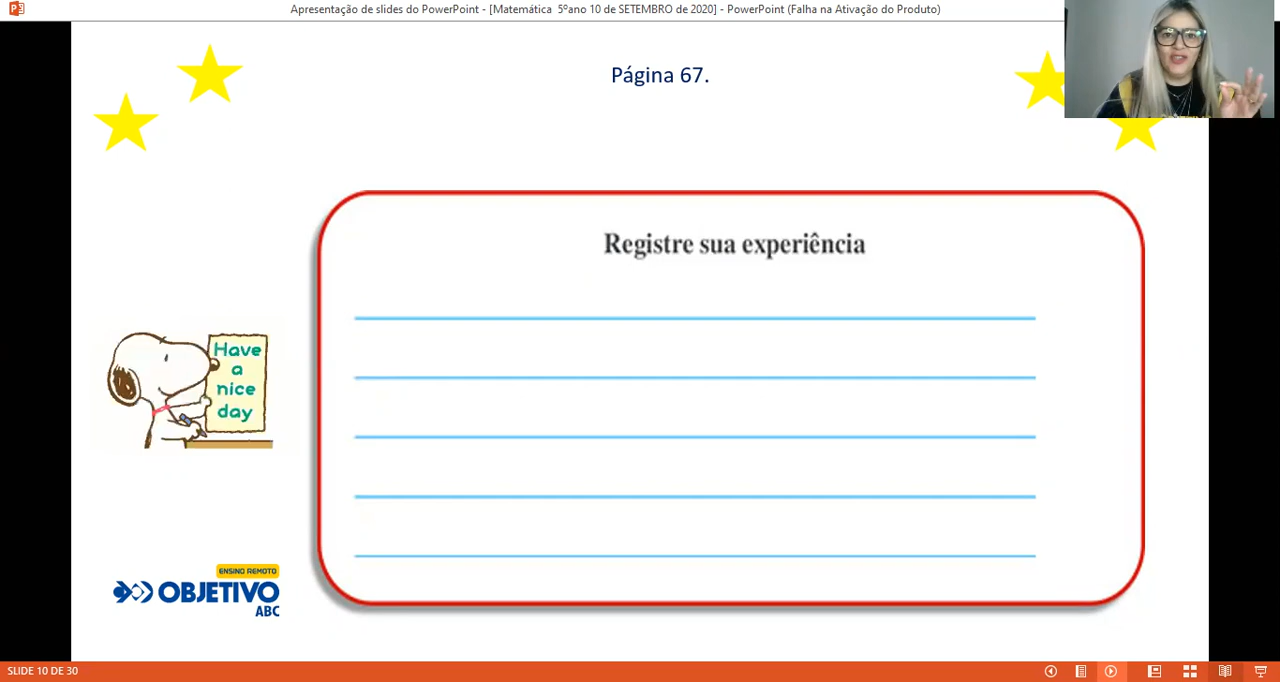 Apresentação de slides do PowerPoint - [Matemática  5ºano 10 de SETEMBRO de 2020] - PowerPoint (Falha na Ativação do Produto)
Página 67.
Registre sua experiência
Have
a
nice
day
ENSINO REMOTO
OBJETIVO
ABC
SLIDE 10 DE 30